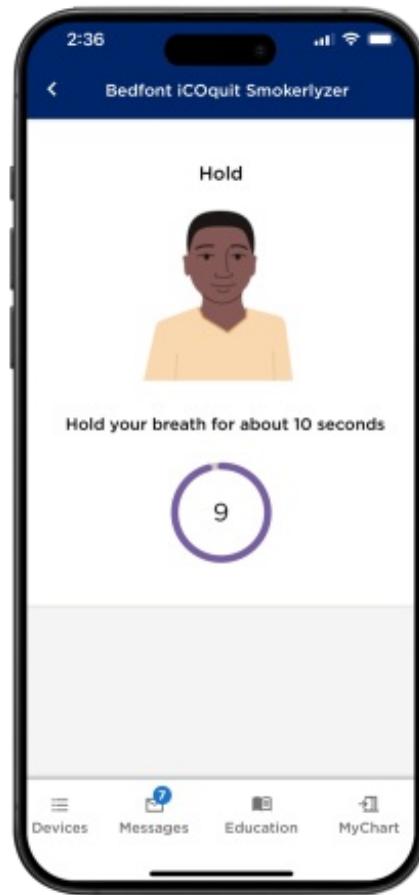 2:36
Bedfont iCOquit Smokerlyzer
Hold
Hold your breath for about 10 seconds
9
7
Devices Messages Education MyChart